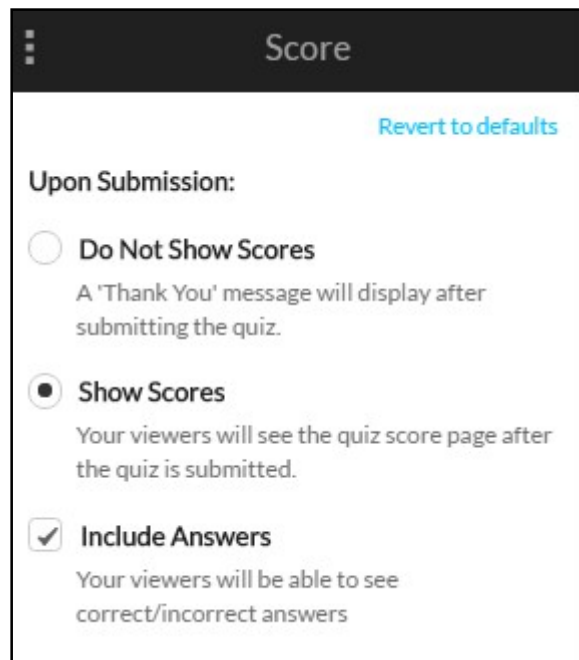 Score
Revert to defaults
Upon Submission:
Do Not Show Scores
A 'Thank You' message will display after
submitting the quiz.
Show Scores
Your viewers will see the quiz score page after
the quiz is submitted.
Include Answers
Your viewers will be able to see
correct/incorrect answers